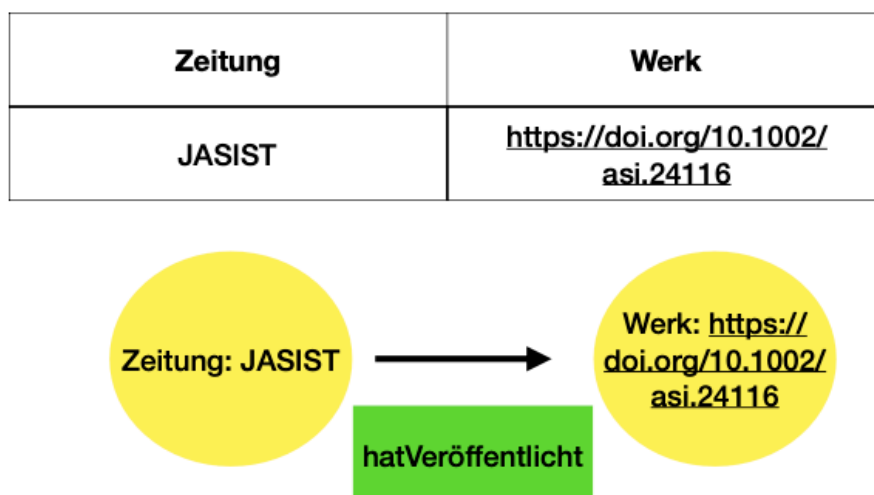 Zeitung Werk
JASIST https://doi.org/10.1002/
asi.24116
Zeitung: JASIST
Werk: https://
doi.org/10.1002/
asi.24116
hatVeröffentlicht